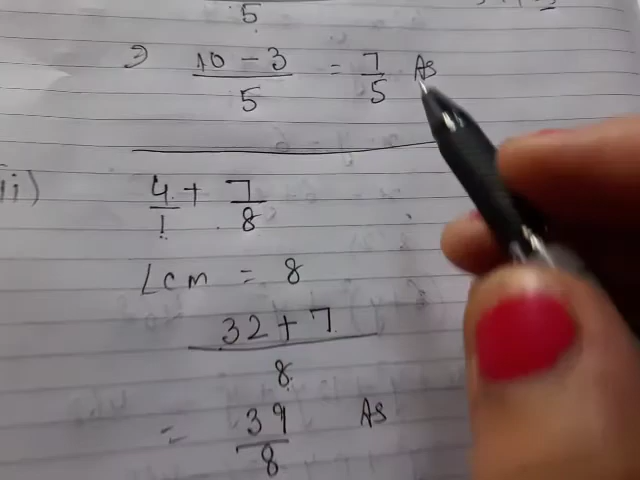 5
⇒ 10 - 3 / 5 = 7/5 As
ii) 4/1 + 7/8
Lcm = 8
32 + 7 / 8
= 39/8 As